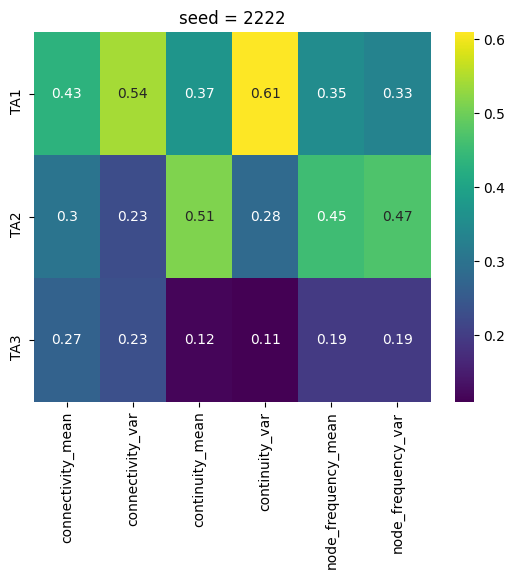 seed = 2222
TA1 0.43 0.54 0.37 0.61 0.35 0.33
TA2 0.3 0.23 0.51 0.28 0.45 0.47
TA3 0.27 0.23 0.12 0.11 0.19 0.19
connectivity_mean
connectivity_var
continuity_mean
continuity_var
node_frequency_mean
node_frequency_var
0.6
0.5
0.4
0.3
0.2